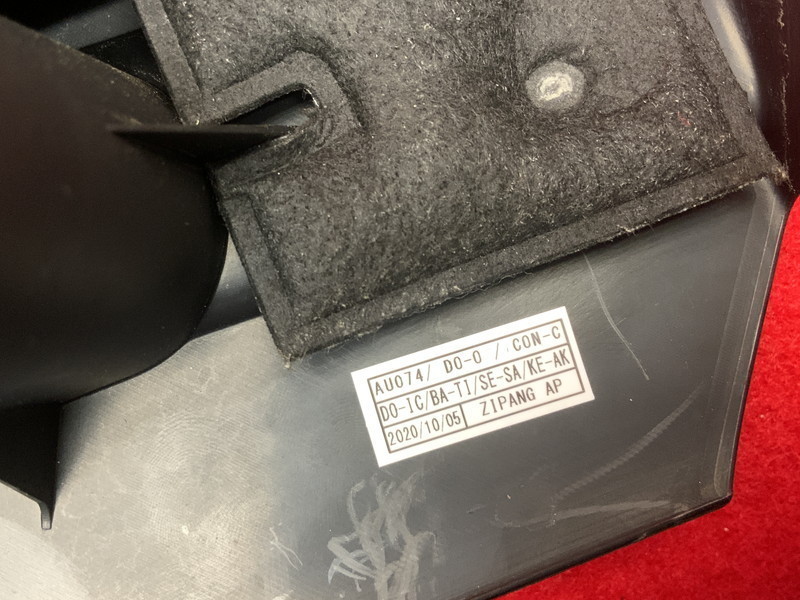 AU074/ DO-O / CON-C
DO-IC/BA-TI/SE-SA/KE-AK
2020/10/05 ZIPANG AP